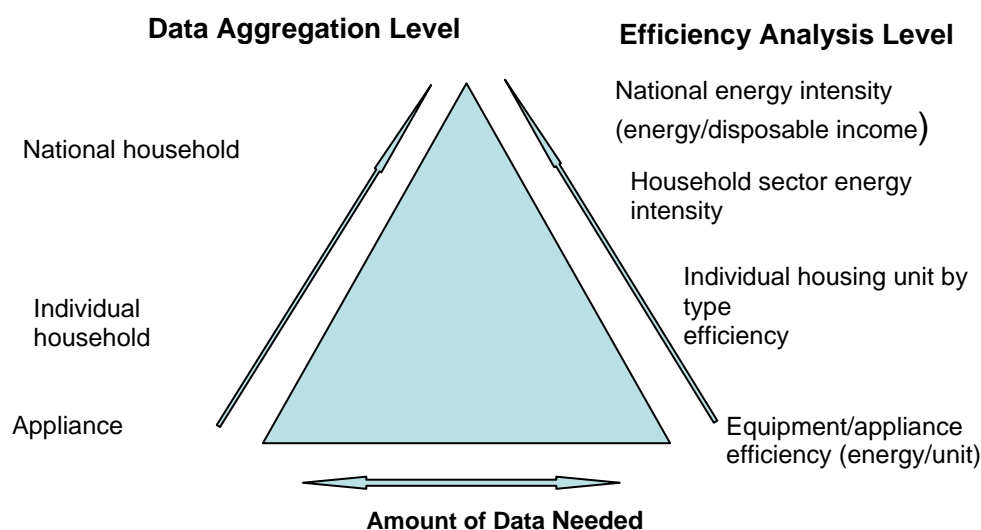 Data Aggregation Level
Efficiency Analysis Level
National energy intensity
(energy/disposable income)
National household
Household sector energy
intensity
Individual housing unit by
type
efficiency
Individual
household
Appliance
Equipment/appliance
efficiency (energy/unit)
Amount of Data Needed